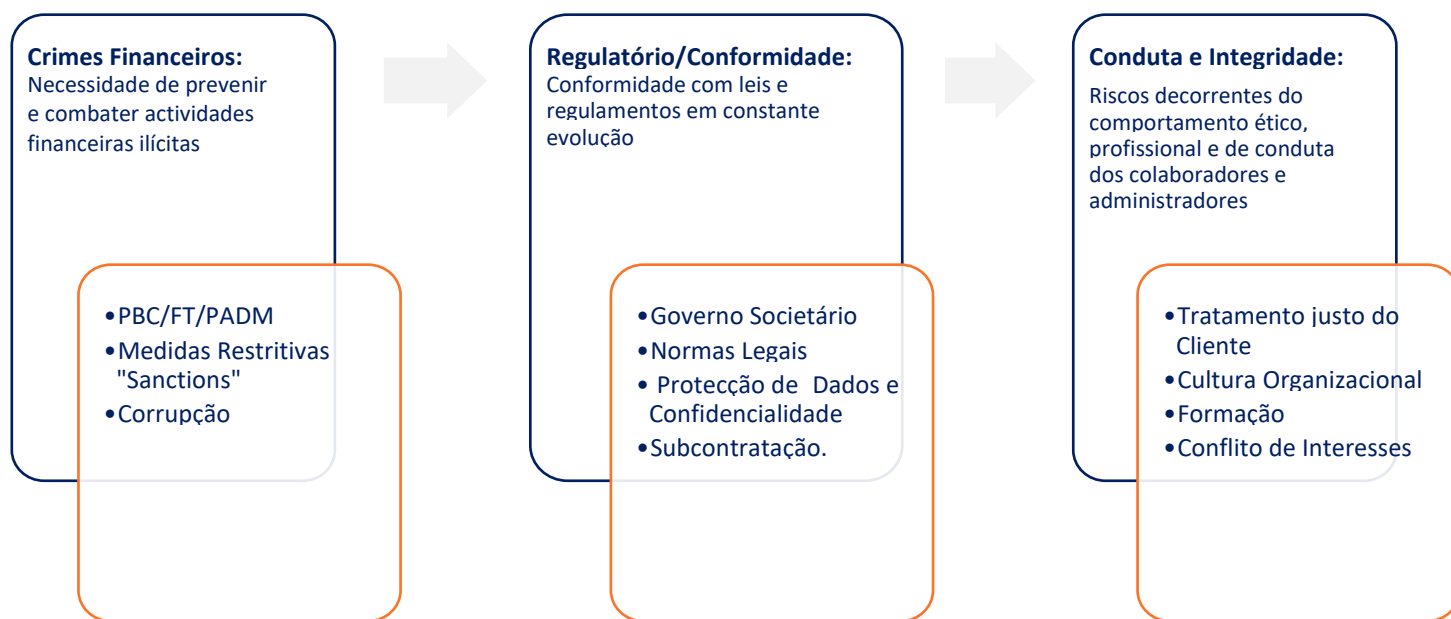 Crimes Financeiros:
Necessidade de prevenir
e combater actividades
financeiras ilícitas
•PBC/FT/PADM
•Medidas Restritivas
"Sanctions"
•Corrupção
Regulatório/Conformidade:
Conformidade com leis e
regulamentos em constante
evolução
•Governo Societário
•Normas Legais
• Protecção de Dados e
Confidencialidade
•Subcontratação.
Conduta e Integridade:
Riscos decorrentes do
comportamento ético,
profissional e de conduta
dos colaboradores e
administradores
•Tratamento justo do
Cliente
•Cultura Organizacional
•Formação
•Conflito de Interesses